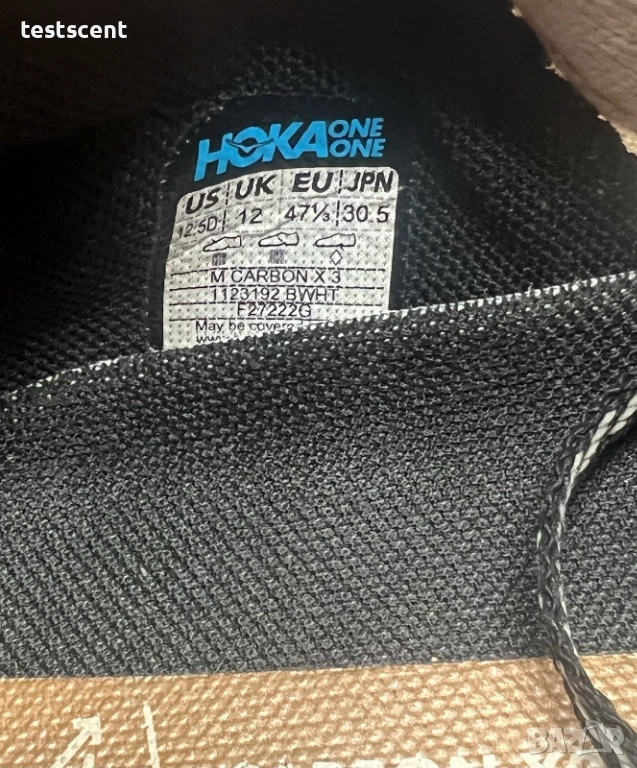 testscent
HOKA ONE ONE
US UK EU JPN
12.5D 12 47⅓ 30.5
M CARBON X 3
1123192 BWHT
F27222G
May be covere
BAZAR